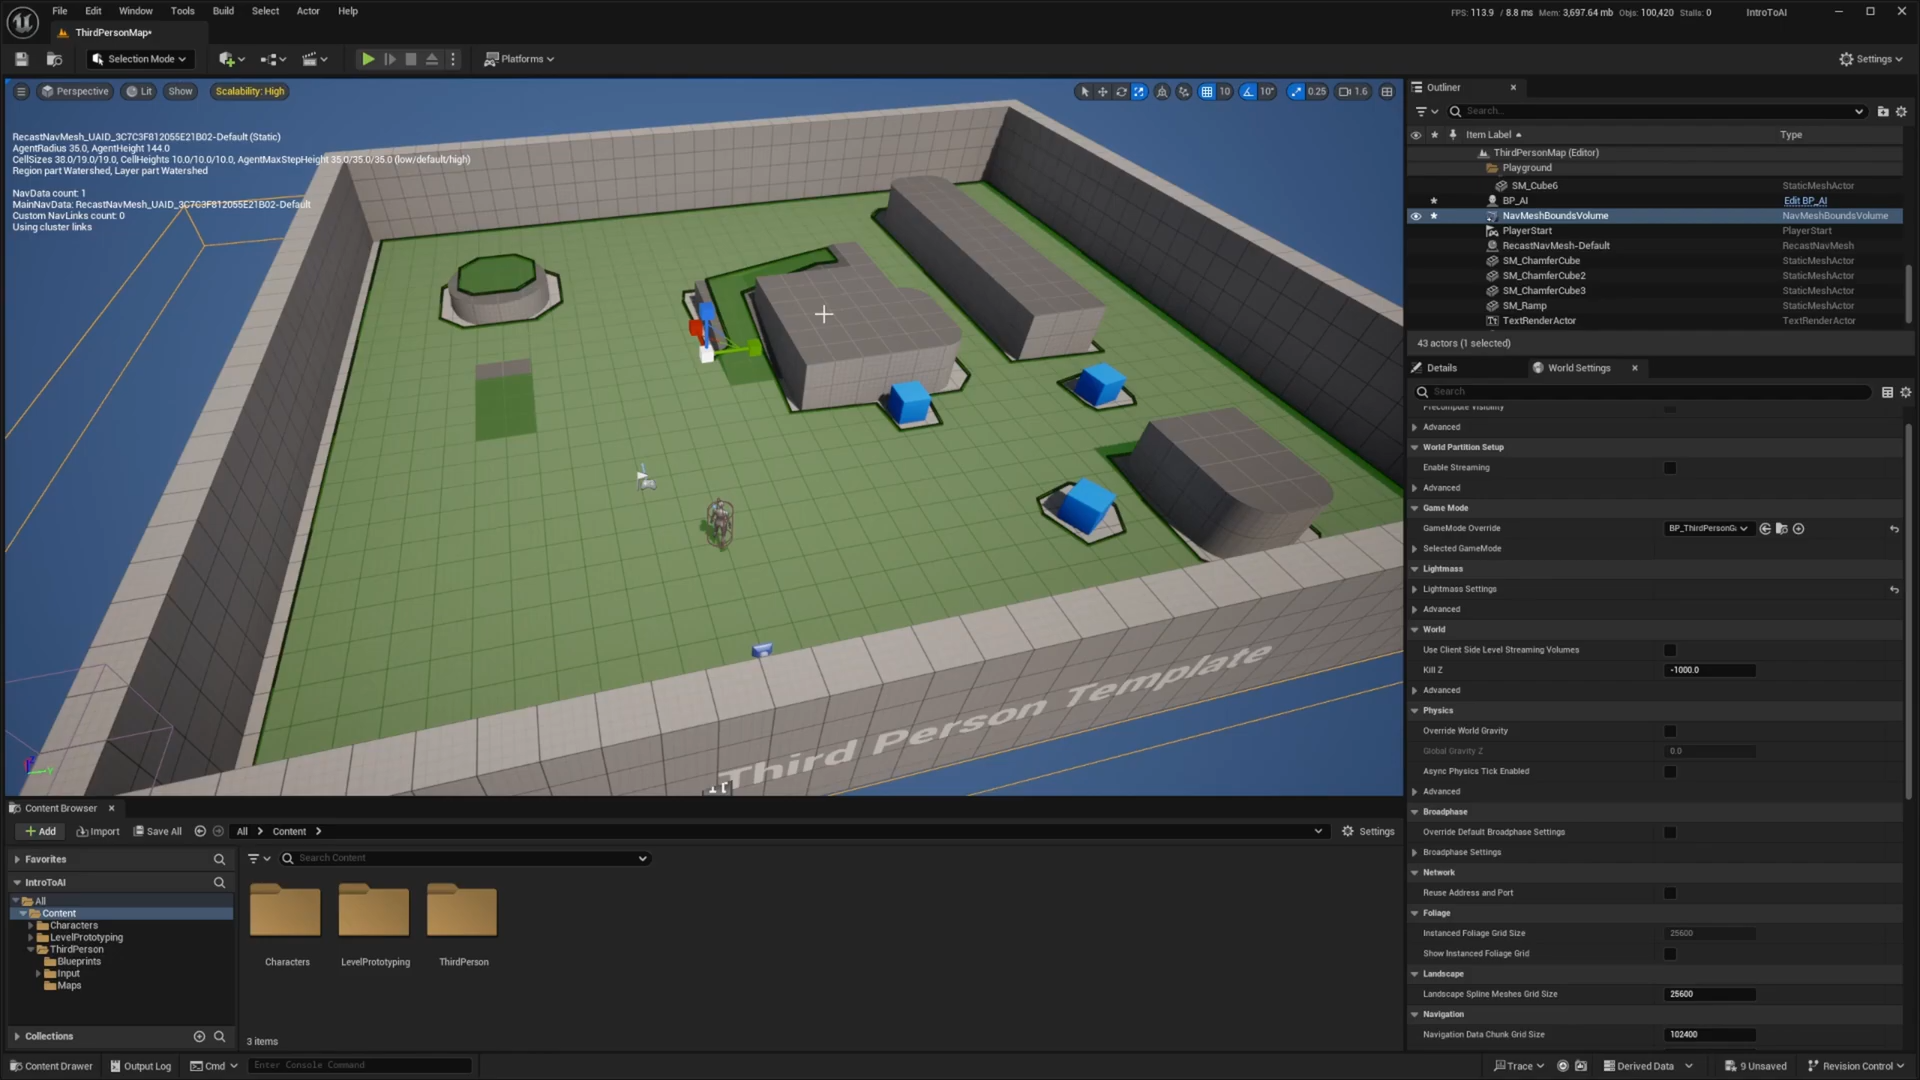 File Edit Window Tools Build Select Actor Help
FPS: 113.9 / 8.8 ms Mem: 3,697.64 mb Objs: 100,420 Stalls: 0 IntroToAI
ThirdPersonMap*
Selection Mode
Platforms
Settings
Perspective Lit Show Scalability: High
10 10° 0.25 1.6
RecastNavMesh_UAID_3C7C3F812055E21B02-Default (Static)
AgentRadius 35.0, AgentHeight 144.0
CellSizes 38.0/19.0/19.0, CellHeights 10.0/10.0/10.0, AgentMaxStepHeight 35.0/35.0/35.0 (low/default/high)
Region part Watershed, Layer part Watershed
NavData count: 1
MainNavData: RecastNavMesh_UAID_3C7C3F812055E21B02-Default
Custom NavLinks count: 0
Using cluster links
Third Person Template
Outliner
Search...
Item Label Type
ThirdPersonMap (Editor)
Playground
SM_Cube6 StaticMeshActor
BP_AI Edit BP_AI
NavMeshBoundsVolume NavMeshBoundsVolume
PlayerStart PlayerStart
RecastNavMesh-Default RecastNavMesh
SM_ChamferCube StaticMeshActor
SM_ChamferCube2 StaticMeshActor
SM_ChamferCube3 StaticMeshActor
SM_Ramp StaticMeshActor
TextRenderActor TextRenderActor
43 actors (1 selected)
Details World Settings
Search
Precompute Visibility
Advanced
World Partition Setup
Enable Streaming
Advanced
Game Mode
GameMode Override BP_ThirdPersonGa
Selected GameMode
Lightmass
Lightmass Settings
Advanced
World
Use Client Side Level Streaming Volumes
Kill Z -1000.0
Advanced
Physics
Override World Gravity
Global Gravity Z 0.0
Async Physics Tick Enabled
Advanced
Broadphase
Override Default Broadphase Settings
Broadphase Settings
Network
Reuse Address and Port
Foliage
Instanced Foliage Grid Size 25600
Show Instanced Foliage Grid
Landscape
Landscape Spline Meshes Grid Size 25600
Navigation
Navigation Data Chunk Grid Size 102400
Content Browser
Add Import Save All All Content Settings
Favorites
Search Content
IntroToAI
All
Content
Characters
LevelPrototyping
ThirdPerson
Blueprints
Input
Maps
Characters LevelPrototyping ThirdPerson
Collections
3 items
Content Drawer Output Log Cmd Enter Console Command
Trace Derived Data 9 Unsaved Revision Control